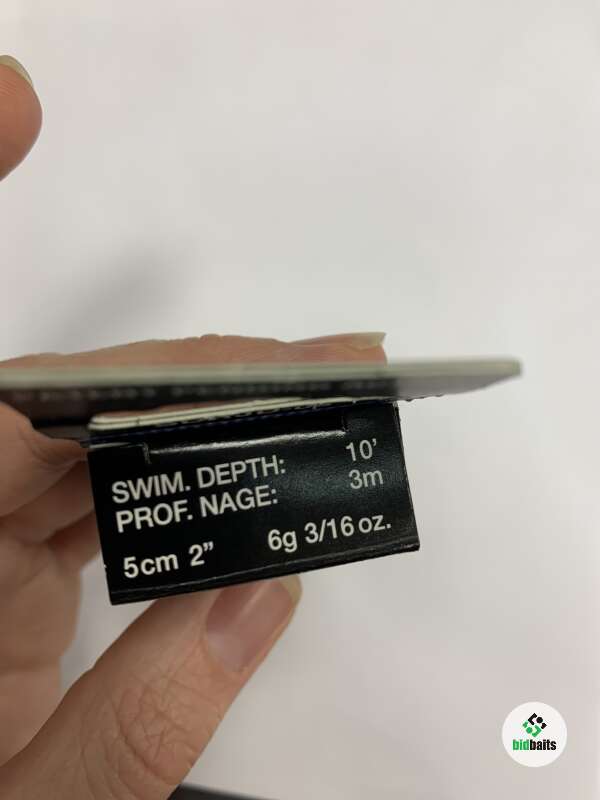 SWIM. DEPTH: 10'
PROF. NAGE: 3m
5cm 2” 6g 3/16 oz.
bidbaits